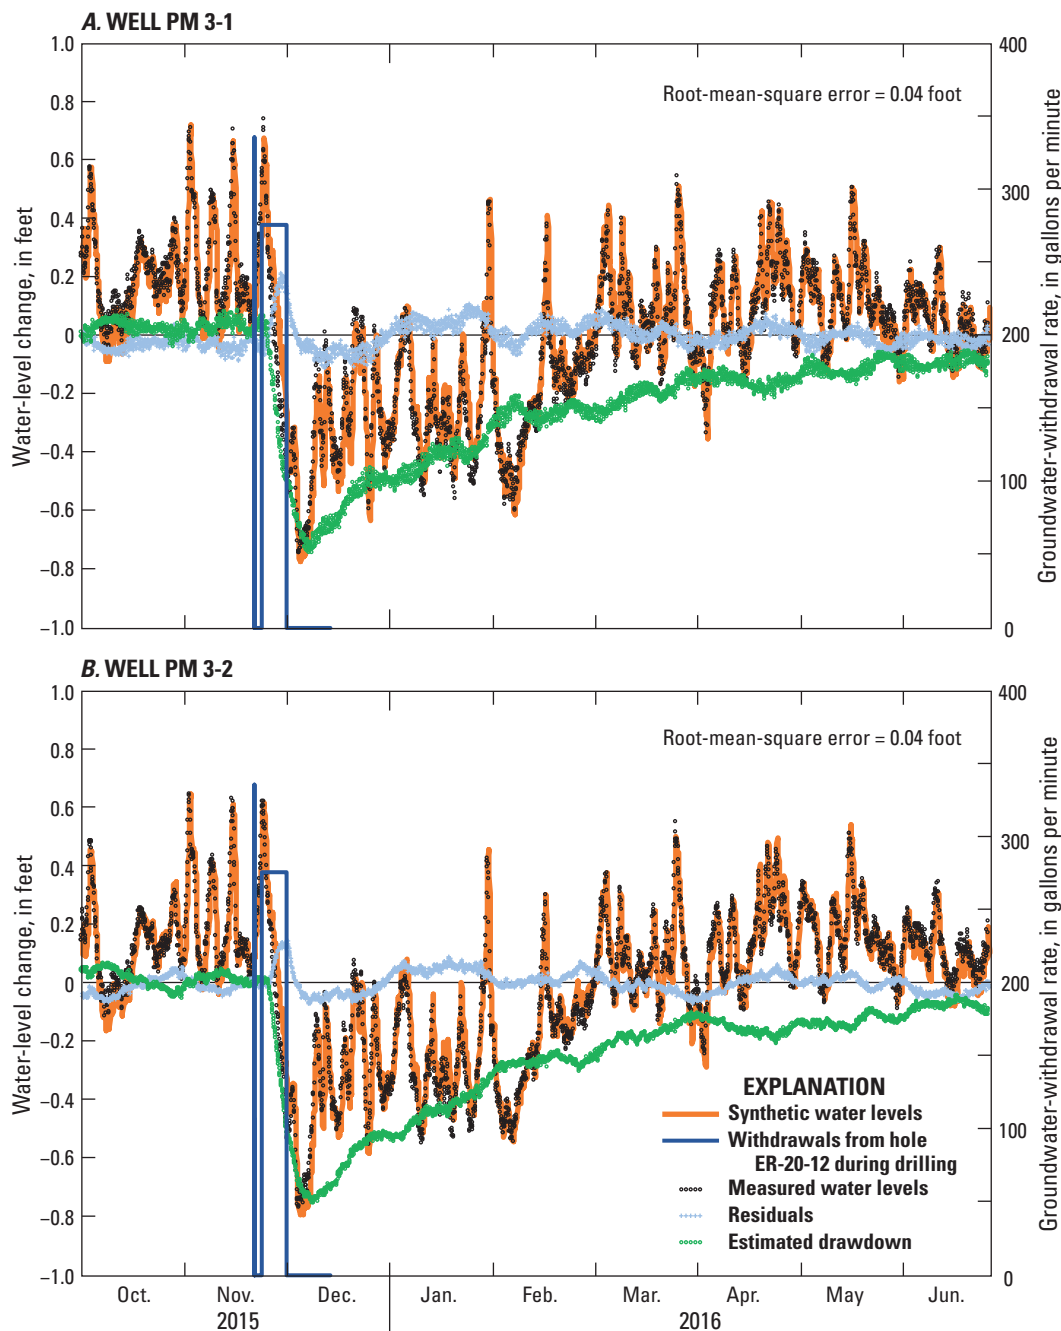 A. WELL PM 3-1
1.0
0.8
0.6
0.4
0.2
0
–0.2
–0.4
–0.6
–0.8
–1.0
Water-level change, in feet
Root-mean-square error = 0.04 foot
400
300
200
100
0
Groundwater-withdrawal rate, in gallons per minute
B. WELL PM 3-2
1.0
0.8
0.6
0.4
0.2
0
–0.2
–0.4
–0.6
–0.8
–1.0
Water-level change, in feet
Root-mean-square error = 0.04 foot
400
300
200
100
0
Groundwater-withdrawal rate, in gallons per minute
EXPLANATION
Synthetic water levels
Withdrawals from hole
ER-20-12 during drilling
Measured water levels
Residuals
Estimated drawdown
Oct. Nov. Dec. Jan. Feb. Mar. Apr. May Jun.
2015 2016